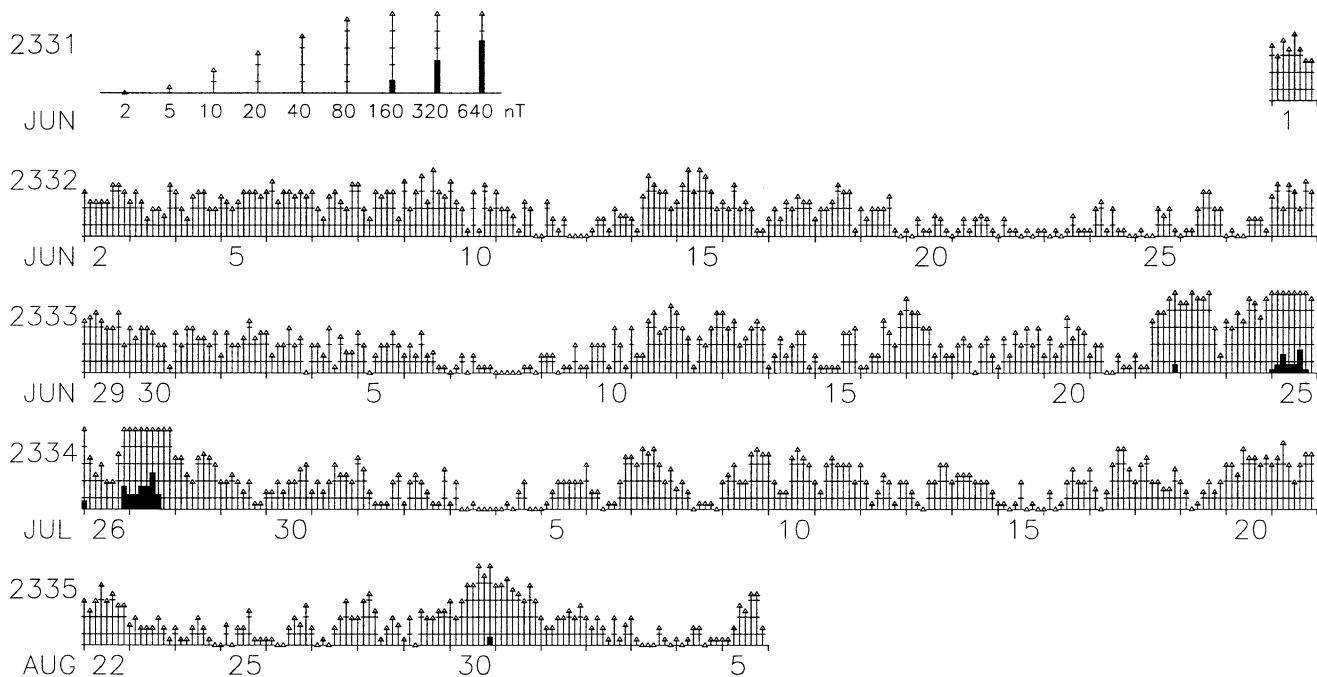 2331
2 5 10 20 40 80 160 320 640 nT
JUN 1
2332
JUN 2 5 10 15 20 25
2333
JUN 29 30 5 10 15 20 25
2334
JUL 26 30 5 10 15 20
2335
AUG 22 25 30 5